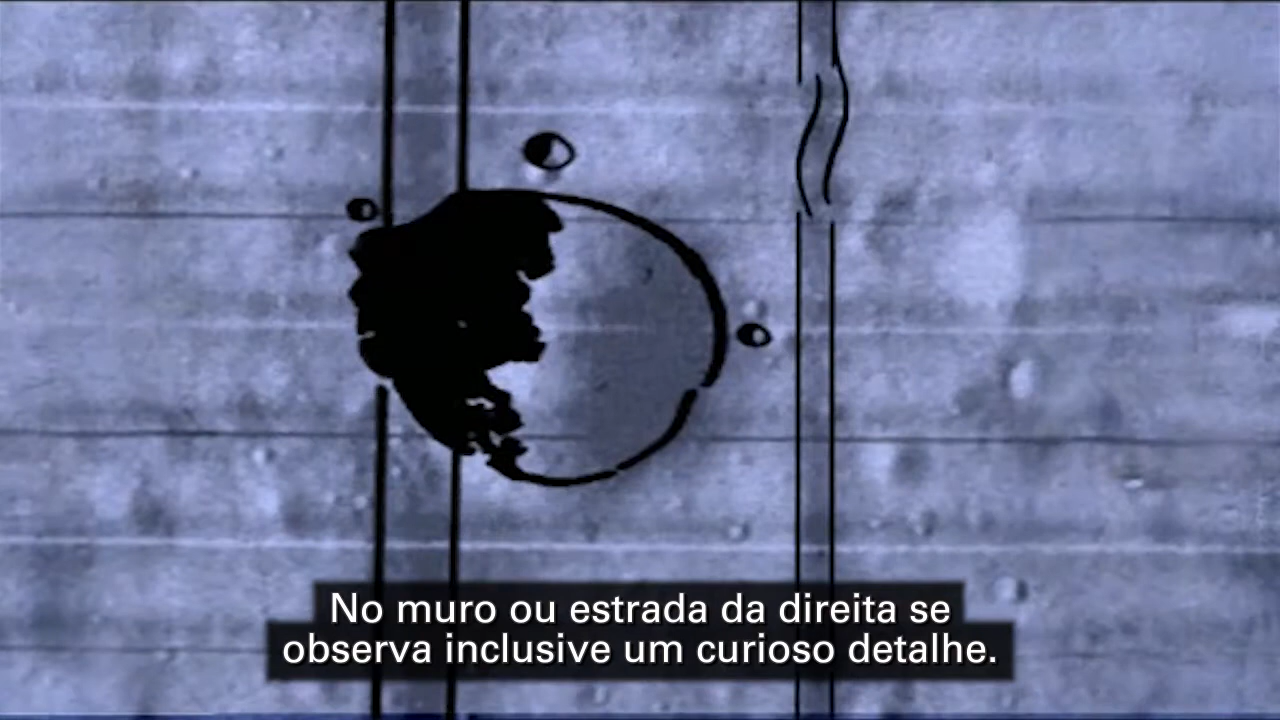 No muro ou estrada da direita se
observa inclusive um curioso detalhe.